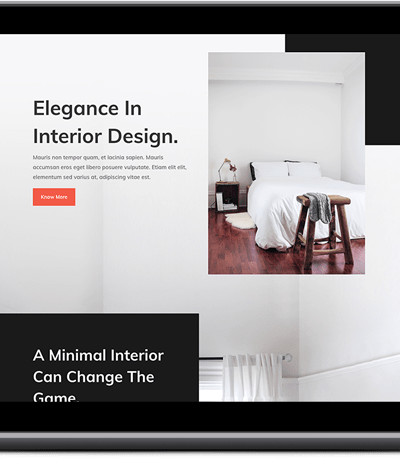 Elegance In
Interior Design.
Mauris non tempor quam, et lacinia sapien. Mauris
accumsan eros eget libero posuere vulputate. Etiam elit elit,
elementum sed varius at, adipiscing vitae est.
Know More
A Minimal Interior
Can Change The
Game.